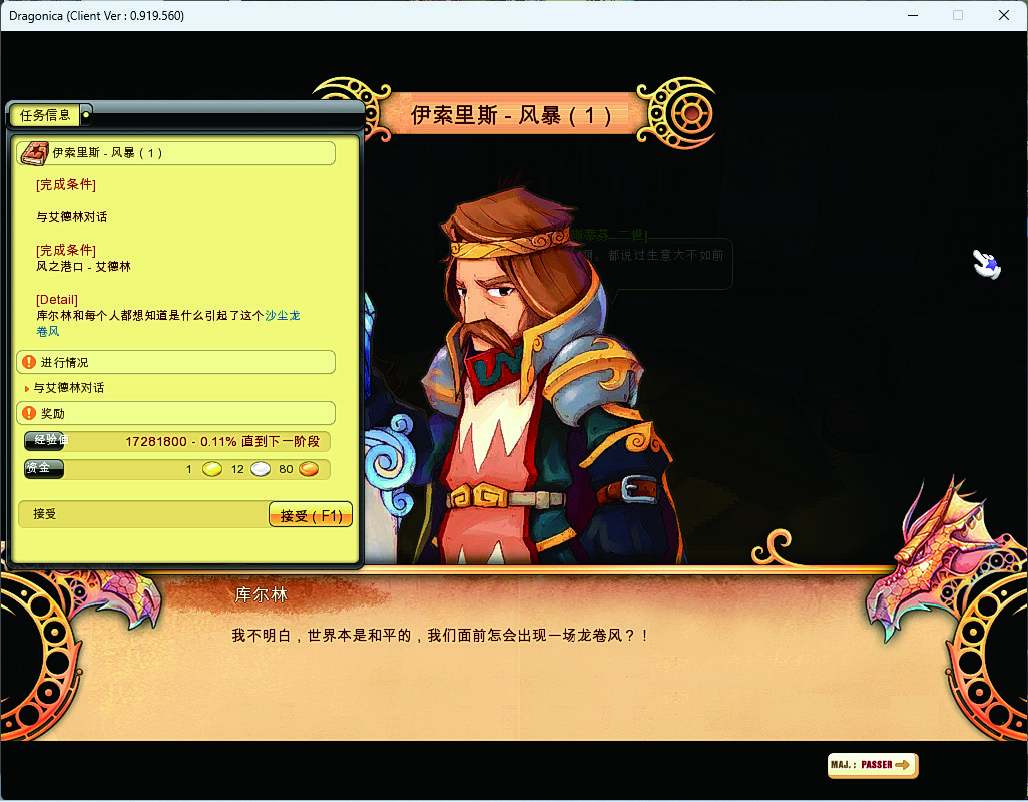 Dragonica (Client Ver : 0.919.560)
伊索里斯 - 风暴 ( 1 )
任务信息
伊索里斯 - 风暴 ( 1 )
[完成条件]
与艾德林对话
[完成条件]
风之港口 - 艾德林
[Detail]
库尔林和每个人都想知道是什么引起了这个沙尘龙
卷风
进行情况
与艾德林对话
奖励
经验值 17281800 - 0.11% 直到下一阶段
资金 1 12 80
接受 接受 ( F1)
二世]
。都说过生意大不如前
库尔林
我不明白，世界本是和平的，我们面前怎会出现一场龙卷风？！
MAJ. : PASSER